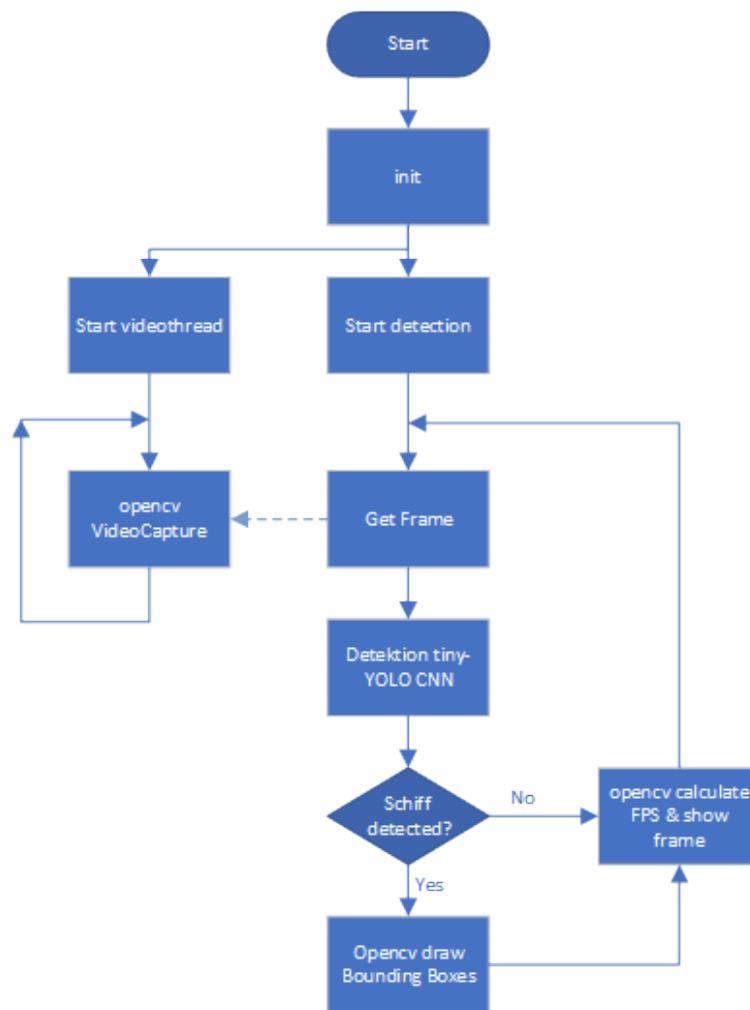 Start
init
Start videothread
Start detection
opencv
VideoCapture
Get Frame
Detektion tiny-
YOLO CNN
Schiff
detected?
No
opencv calculate
FPS & show
frame
Yes
Opencv draw
Bounding Boxes